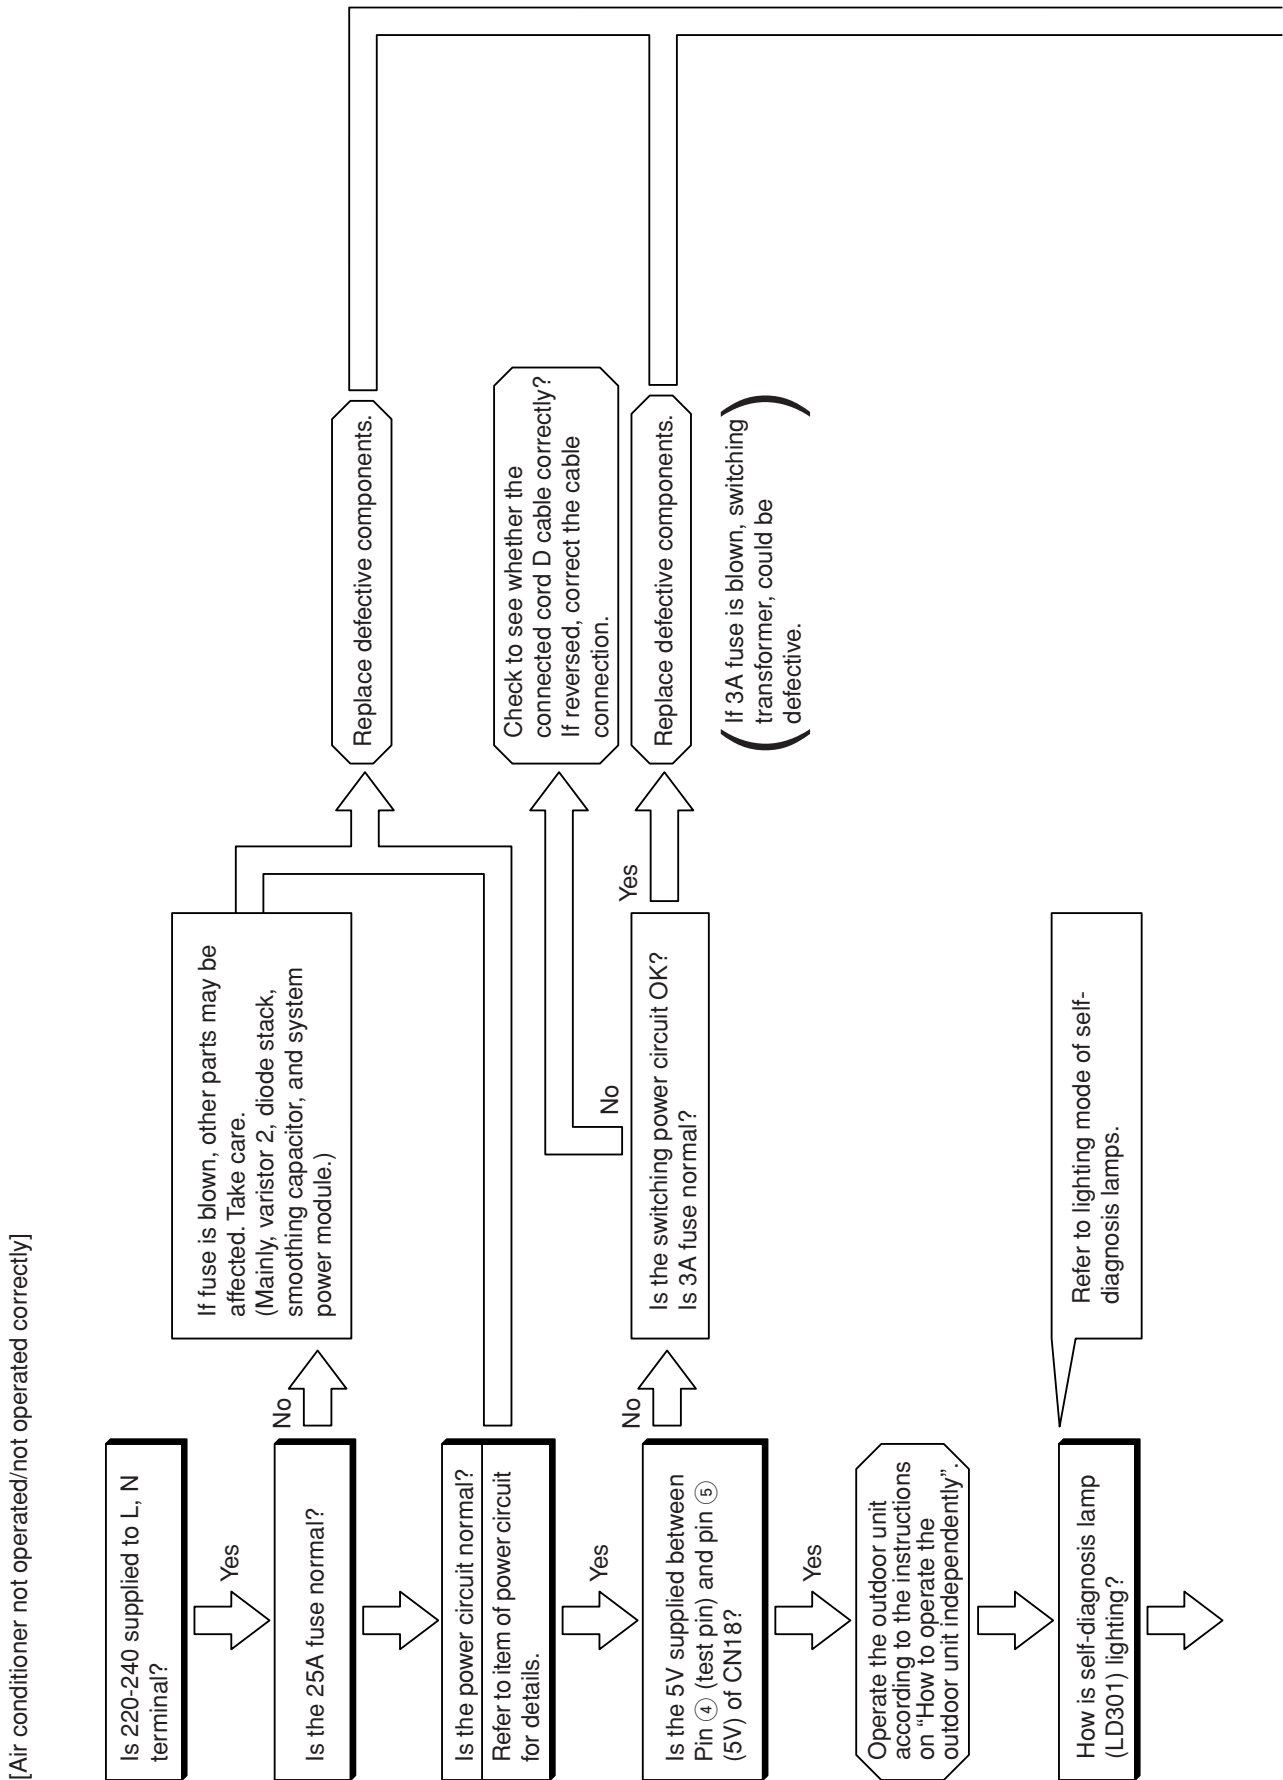 [Air conditioner not operated/not operated correctly]
Is 220-240 supplied to L, N
terminal?
Yes
Is the 25A fuse normal?
No
If fuse is blown, other parts may be
affected. Take care.
(Mainly, varistor 2, diode stack,
smoothing capacitor, and system
power module.)
Replace defective components.
Is the power circuit normal?
Refer to item of power circuit
for details.
Yes
Is the 5V supplied between
Pin ④ (test pin) and pin ⑤
(5V) of CN18?
No
Is the switching power circuit OK?
Is 3A fuse normal?
No
Check to see whether the
connected cord D cable correctly?
If reversed, correct the cable
connection.
Yes
Replace defective components.
(If 3A fuse is blown, switching
transformer, could be
defective.)
Yes
Operate the outdoor unit
according to the instructions
on “How to operate the
outdoor unit independently”.
How is self-diagnosis lamp
(LD301) lighting?
Refer to lighting mode of self-
diagnosis lamps.